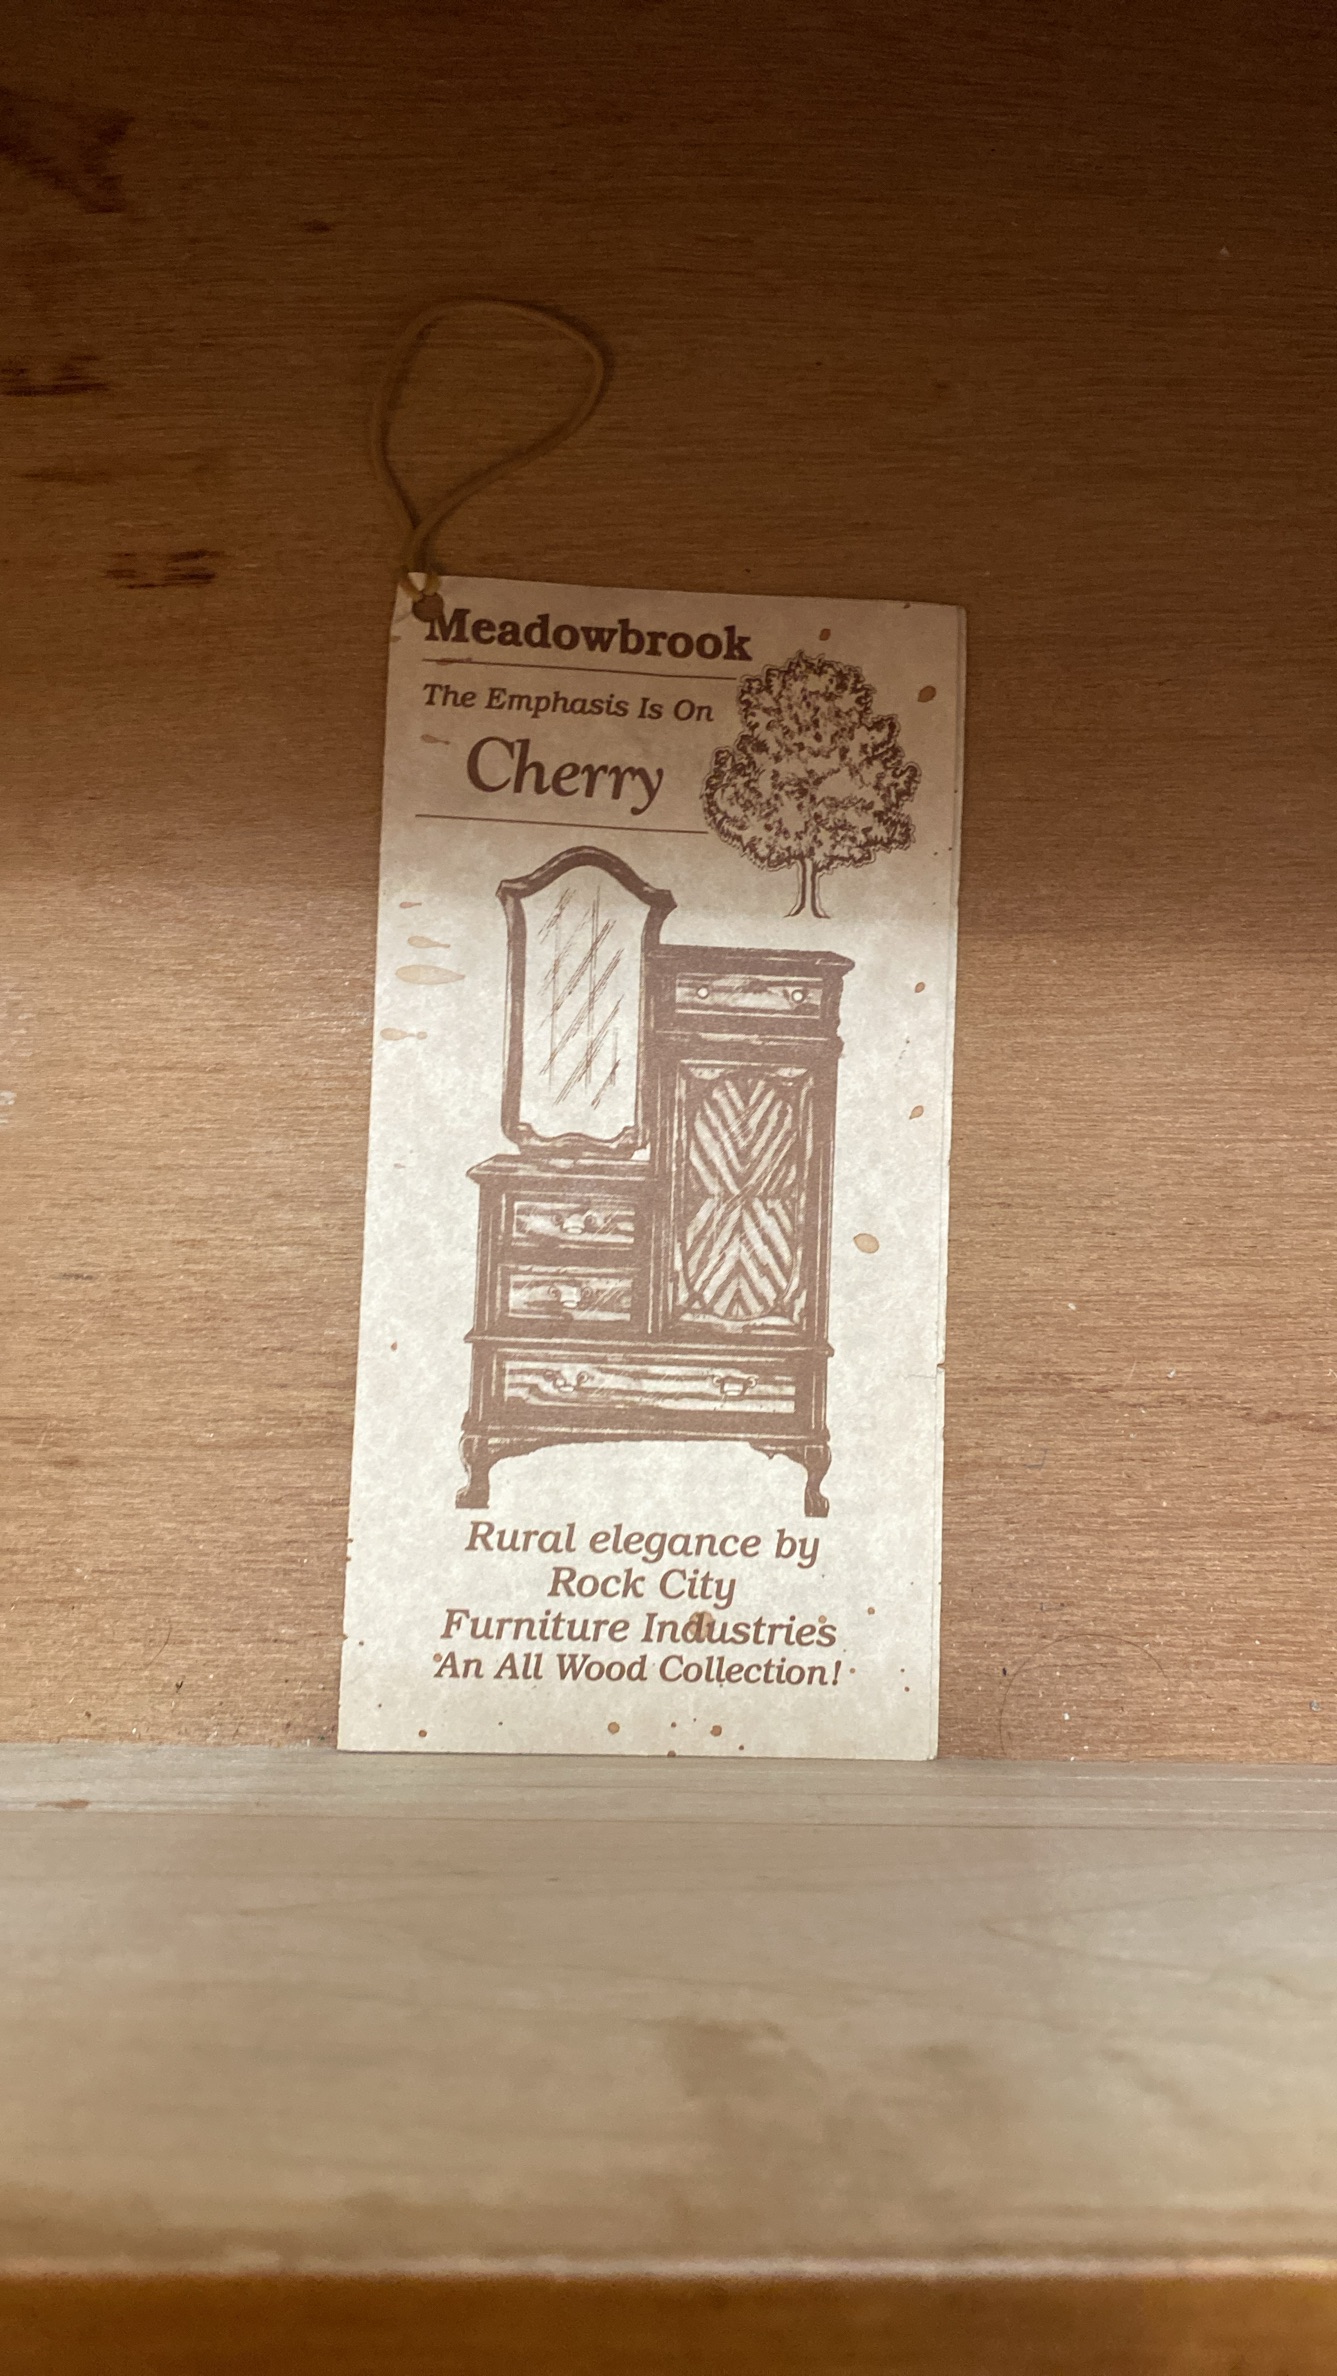 Meadowbrook
The Emphasis Is On
Cherry
Rural elegance by
Rock City
Furniture Industries
An All Wood Collection!